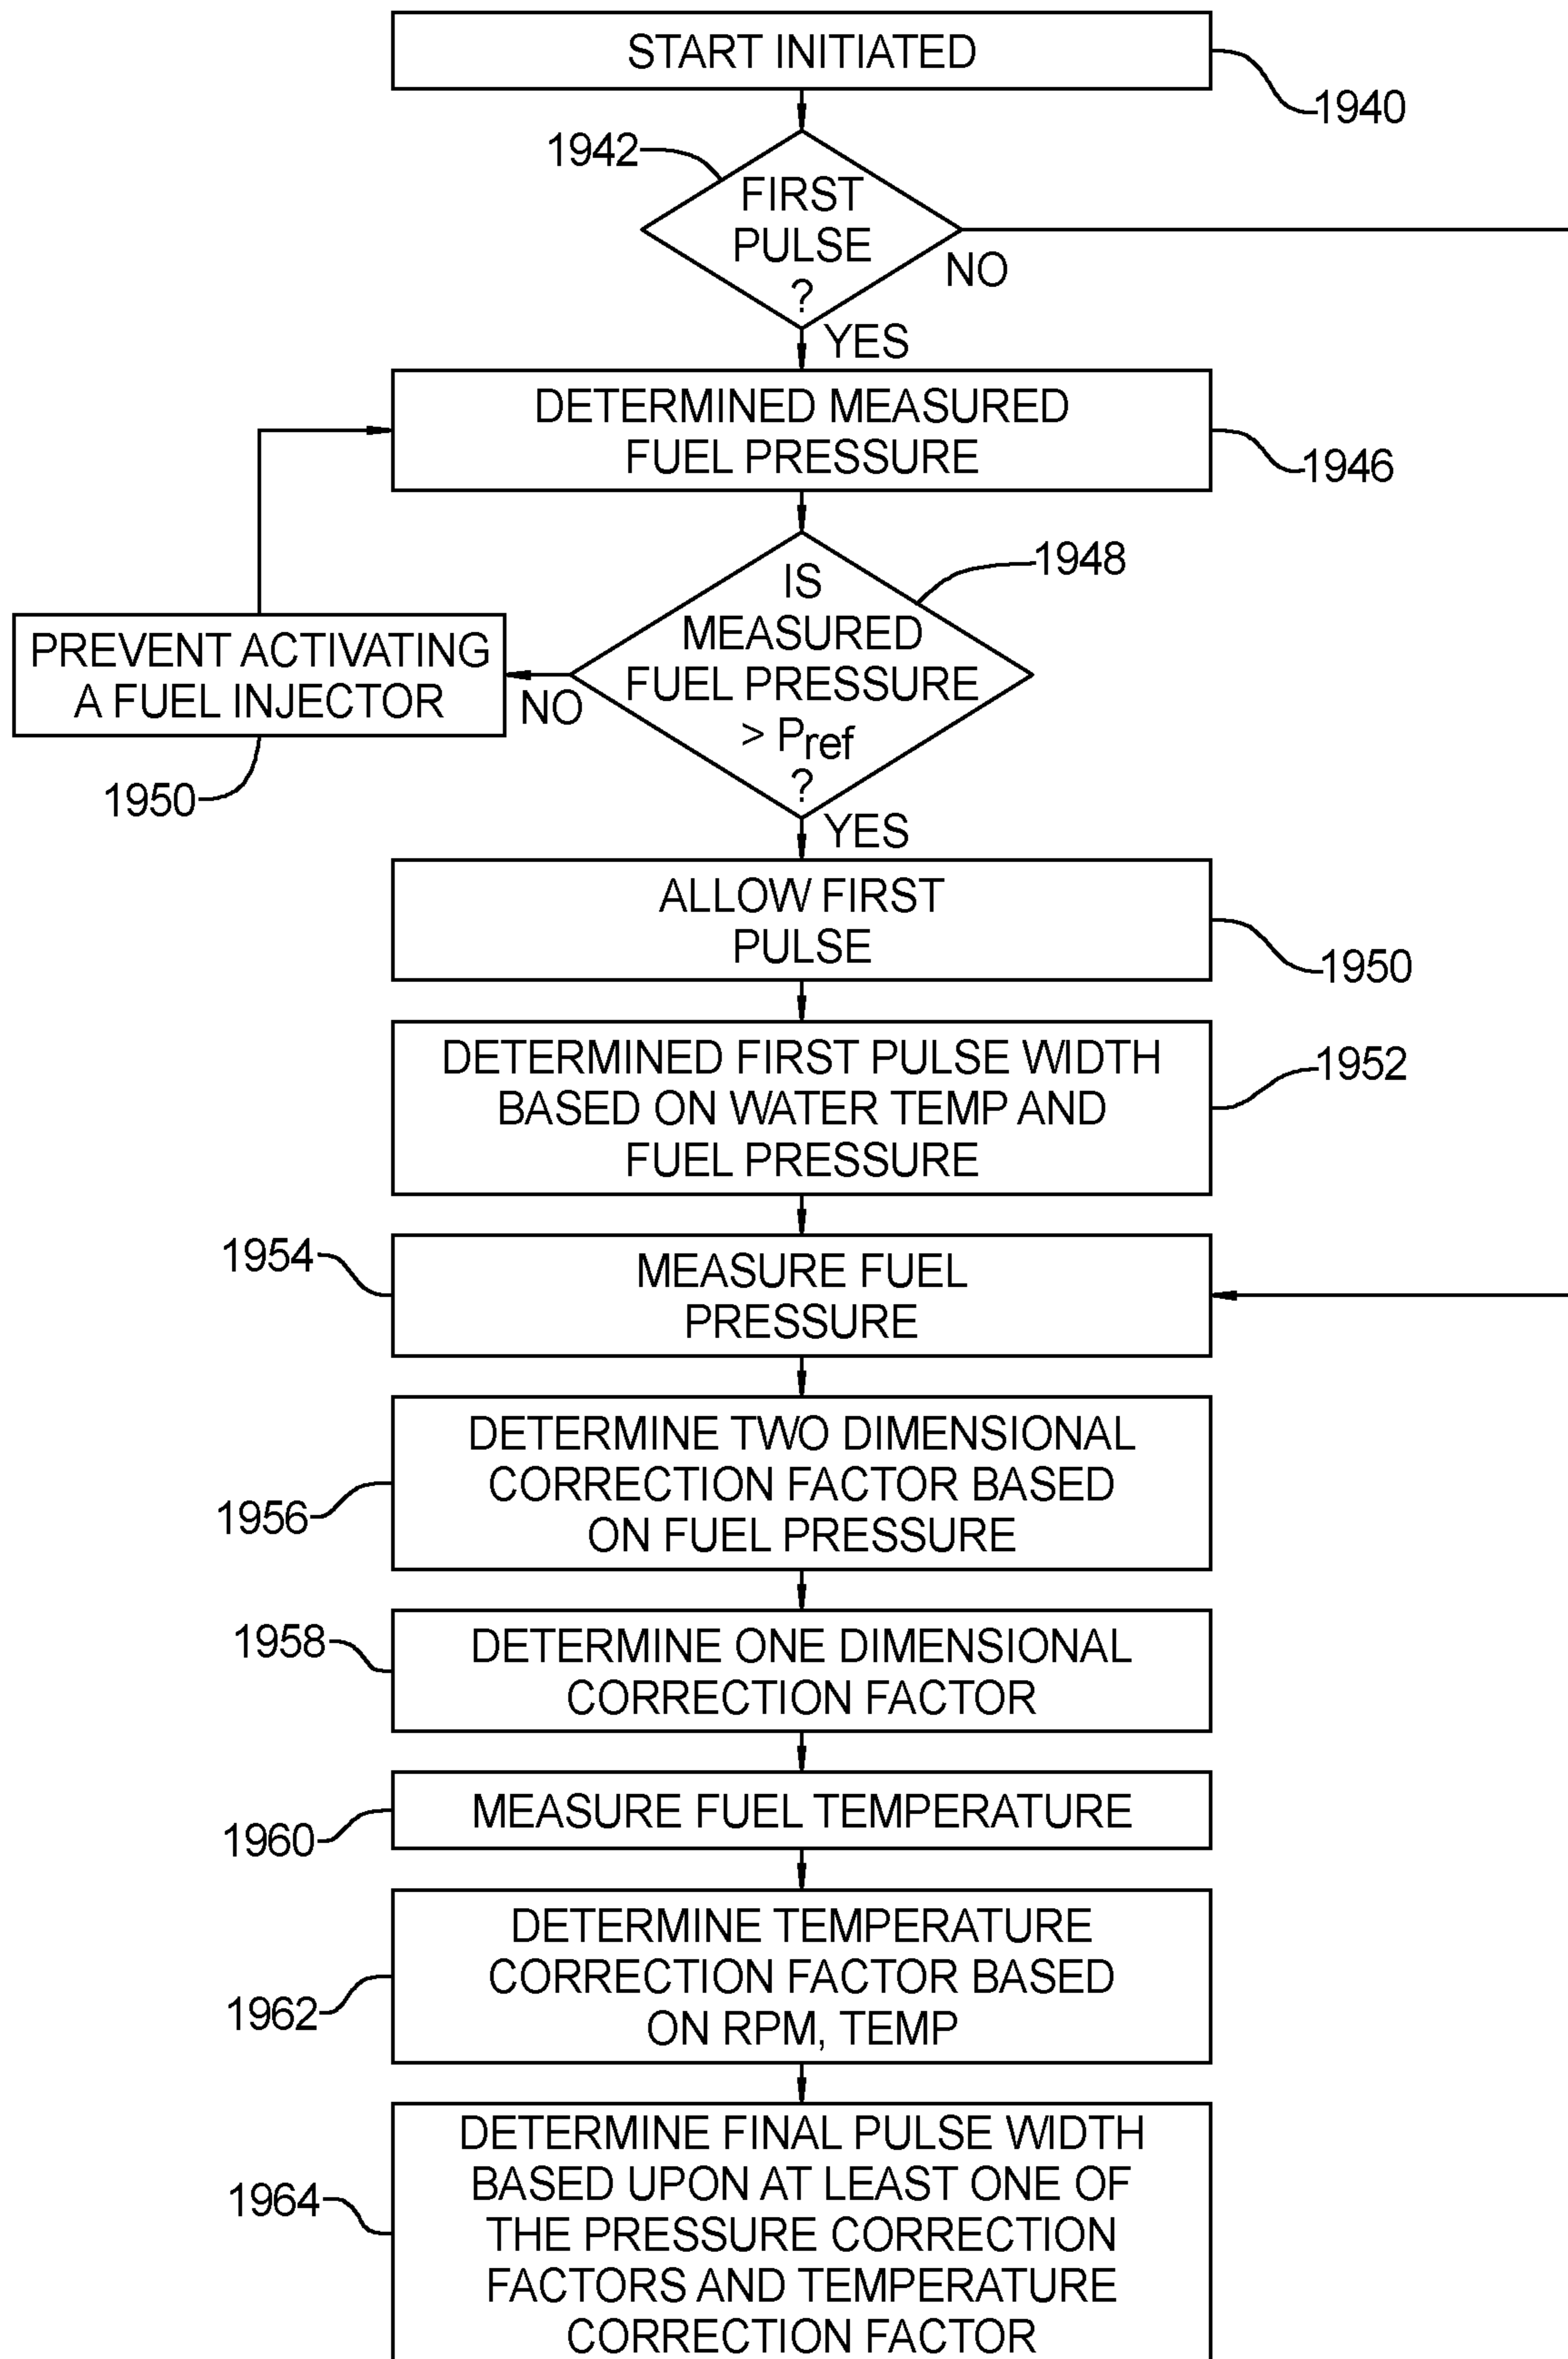 START INITIATED
1940
1942
FIRST
PULSE
?
NO
YES
DETERMINED MEASURED
FUEL PRESSURE
1946
1948
IS
MEASURED
FUEL PRESSURE
> Pref
?
PREVENT ACTIVATING
A FUEL INJECTOR
NO
1950
YES
ALLOW FIRST
PULSE
1950
DETERMINED FIRST PULSE WIDTH
BASED ON WATER TEMP AND
FUEL PRESSURE
1952
1954
MEASURE FUEL
PRESSURE
DETERMINE TWO DIMENSIONAL
CORRECTION FACTOR BASED
ON FUEL PRESSURE
1956
1958
DETERMINE ONE DIMENSIONAL
CORRECTION FACTOR
MEASURE FUEL TEMPERATURE
1960
DETERMINE TEMPERATURE
CORRECTION FACTOR BASED
ON RPM, TEMP
1962
DETERMINE FINAL PULSE WIDTH
BASED UPON AT LEAST ONE OF
THE PRESSURE CORRECTION
FACTORS AND TEMPERATURE
CORRECTION FACTOR
1964